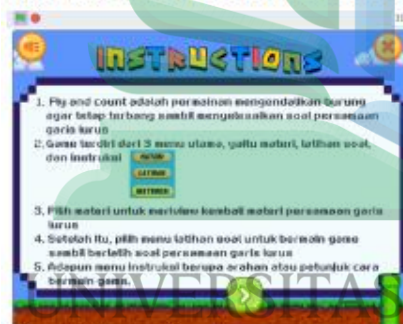 INSTRUCTIONS
1. Fly and count adalah permainan mengendalikan burung
agar tetap terbang sambil menyelesaikan soal persamaan
garis lurus
2. Game terdiri dari 3 menu utama, yaitu materi, latihan soal,
dan instruksi
MATERI
LATIHAN
3. Pilih materi untuk mereview kembali materi persamaan garis
lurus
4. Setelah itu, pilih menu latihan soal untuk bermain game
sambil berlatih soal persamaan garis lurus
5. Adapun menu instruksi berupa arahan atau petunjuk cara
bermain game.
UNIVERSITAS